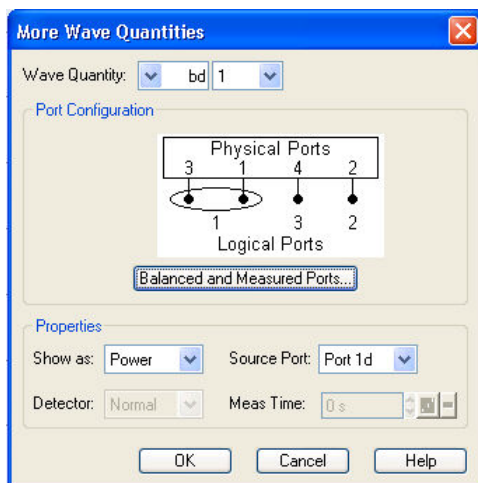 More Wave Quantities
Wave Quantity: bd 1
Port Configuration
Physical Ports
3 1 4 2
1 3 2
Logical Ports
Balanced and Measured Ports...
Properties
Show as: Power Source Port: Port 1d
Detector: Normal Meas Time: 0 s
OK Cancel Help